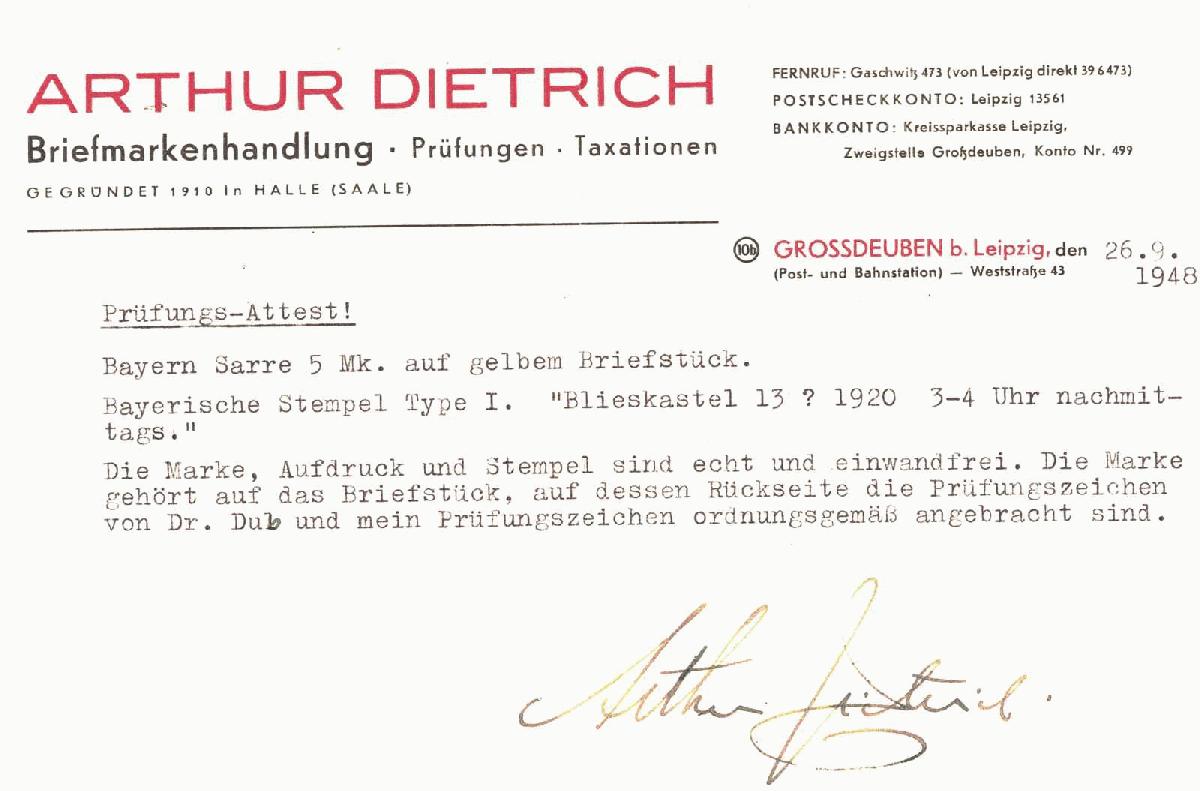 ARTHUR DIETRICH
Briefmarkenhandlung · Prüfungen · Taxationen
GEGRÜNDET 1910 in HALLE (SAALE)
FERNRUF: Gaschwitz 473 (von Leipzig direkt 396473)
POSTSCHECKKONTO: Leipzig 13561
BANKKONTO: Kreissparkasse Leipzig,
Zweigstelle Großdeuben, Konto Nr. 499
10b GROSSDEUBEN b. Leipzig, den 26.9.
(Post- und Bahnstation) — Weststraße 43 1948
Prüfungs-Attest!
Bayern Sarre 5 Mk. auf gelbem Briefstück.
Bayerische Stempel Type I. "Blieskastel 13 ? 1920 3-4 Uhr nachmit-
tags."
Die Marke, Aufdruck und Stempel sind echt und einwandfrei. Die Marke
gehört auf das Briefstück, auf dessen Rückseite die Prüfungszeichen
von Dr. Dub und mein Prüfungszeichen ordnungsgemäß angebracht sind.
Arthur Dietrich.